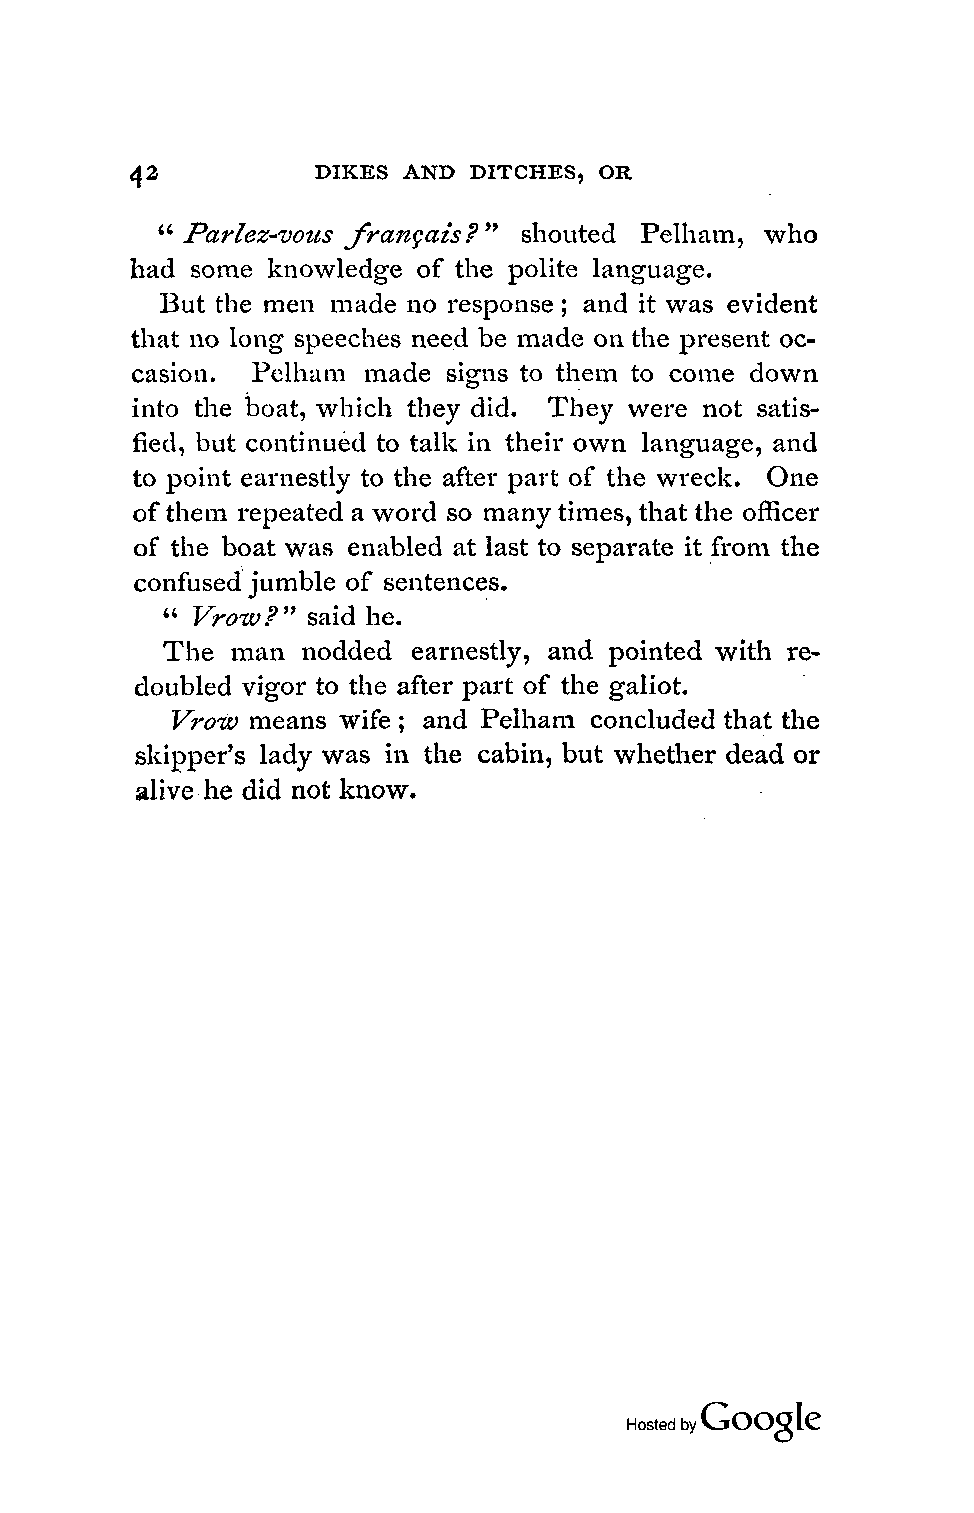 42 DIKES AND DITCHES, OR
“ Parlez-vous français?” shouted Pelham, who
had some knowledge of the polite language.
But the men made no response; and it was evident
that no long speeches need be made on the present oc-
casion. Pelham made signs to them to come down
into the boat, which they did. They were not satis-
fied, but continued to talk in their own language, and
to point earnestly to the after part of the wreck. One
of them repeated a word so many times, that the officer
of the boat was enabled at last to separate it from the
confused jumble of sentences.
“ Vrow?” said he.
The man nodded earnestly, and pointed with re-
doubled vigor to the after part of the galiot.
Vrow means wife; and Pelham concluded that the
skipper’s lady was in the cabin, but whether dead or
alive he did not know.
Hosted by Google